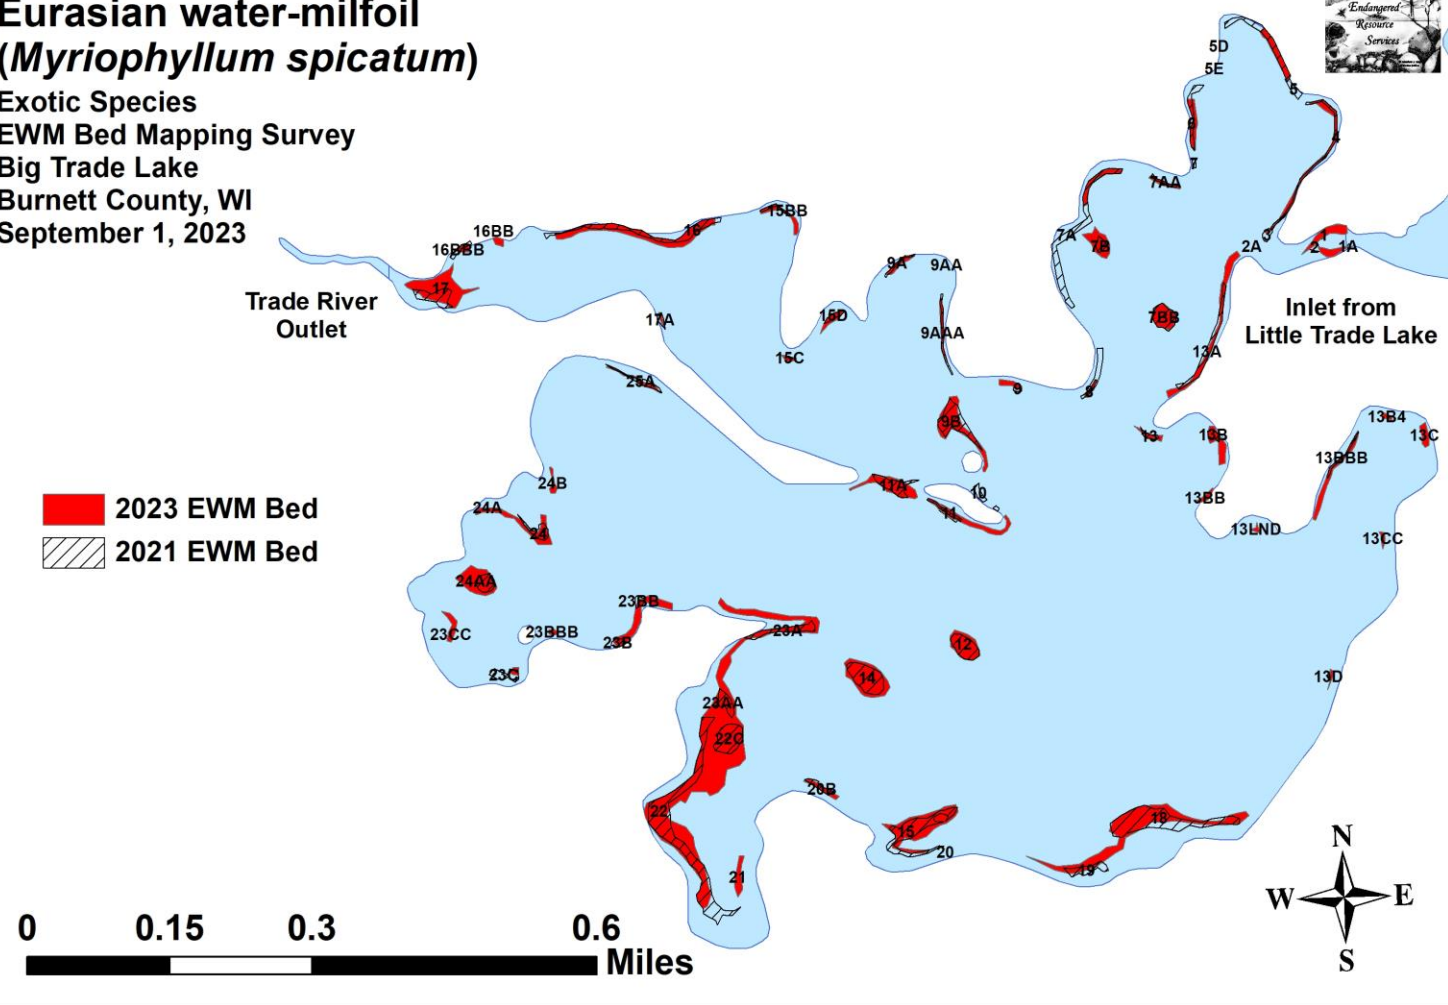 Eurasian water-milfoil
(Myriophyllum spicatum)
Exotic Species
EWM Bed Mapping Survey
Big Trade Lake
Burnett County, WI
September 1, 2023
Endangered
Resource
Services
5D
5E
5
6
4
7
7AA
15BB
16
16BB
16BBB
7A
7B
3
2A
1
2
1A
9A
9AA
17
Trade River
Outlet
17A
15D
9AAA
7BB
Inlet from
Little Trade Lake
15C
13A
25A
9
8
9B
13
13B
13B4
13C
13BBB
24B
11A
10
13BB
2023 EWM Bed
24A
11
24
13LND
13CC
2021 EWM Bed
24AA
23BB
23CC
23BBB
23B
23A
12
23C
14
13D
23AA
22C
20B
22
15
18
20
19
21
N
W
E
S
0
0.15
0.3
0.6
Miles